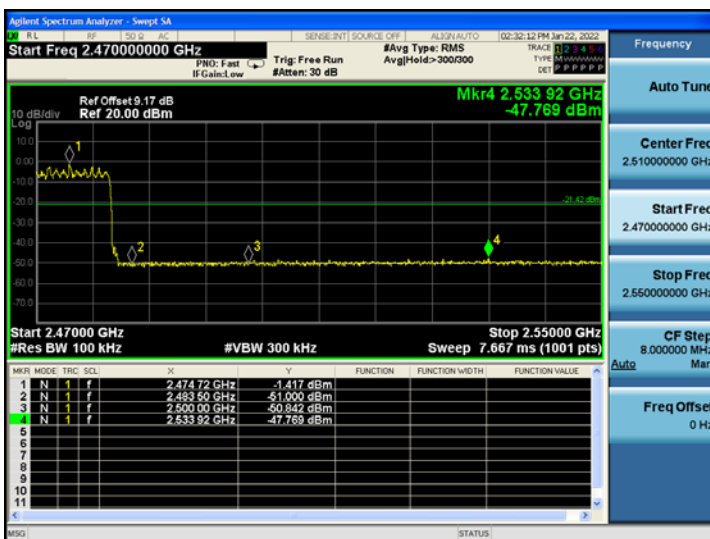 Agilent Spectrum Analyzer - Swept SA
RL RF 50 Ω AC SENSE:INT SOURCE OFF ALIGN AUTO 02:32:12 PM Jan 22, 2022
Start Freq 2.470000000 GHz
PNO: Fast
IFGain:Low
Trig: Free Run
#Atten: 30 dB
#Avg Type: RMS
Avg|Hold:>300/300
TRACE 1 2 3 4 5 6
TYPE MWWWWW
DET P P P P P P
10 dB/div
Log
Ref Offset 9.17 dB
Ref 20.00 dBm
Mkr4 2.533 92 GHz
-47.769 dBm
10.0
0.00
-10.0
-20.0
-30.0
-40.0
-50.0
-60.0
-70.0
1
2
3
4
-21.42 dBm
Start 2.47000 GHz
Stop 2.55000 GHz
#Res BW 100 kHz
#VBW 300 kHz
Sweep 7.667 ms (1001 pts)
MKR MODE TRC SCL X Y FUNCTION FUNCTION WIDTH FUNCTION VALUE
1 N 1 f 2.474 72 GHz -1.417 dBm
2 N 1 f 2.483 50 GHz -51.000 dBm
3 N 1 f 2.500 00 GHz -50.842 dBm
4 N 1 f 2.533 92 GHz -47.769 dBm
5
6
7
8
9
10
11
MSG
STATUS
Frequency
Auto Tune
Center Freq
2.510000000 GHz
Start Freq
2.470000000 GHz
Stop Freq
2.550000000 GHz
CF Step
8.000000 MHz
Auto Man
Freq Offset
0 Hz